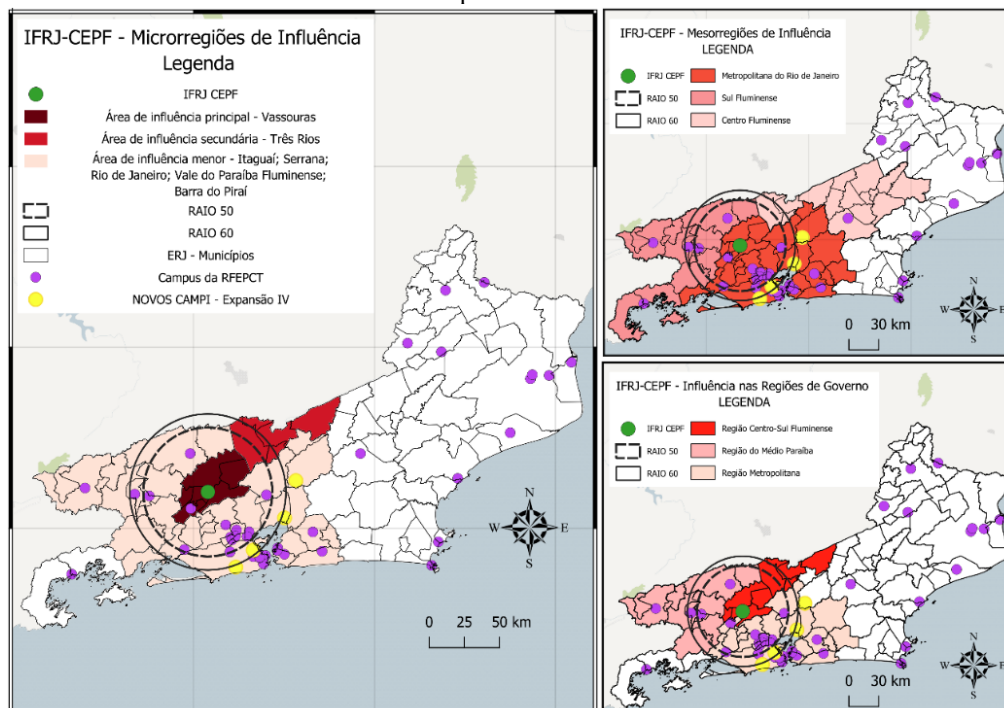 IFRJ-CEPF - Microrregiões de Influência
Legenda
IFRJ CEPF
Área de influência principal - Vassouras
Área de influência secundária - Três Rios
Área de influência menor - Itaguaí; Serrana;
Rio de Janeiro; Vale do Paraíba Fluminense;
Barra do Piraí
RAIO 50
RAIO 60
ERJ - Municípios
Campus da RFEPCT
NOVOS CAMPI - Expansão IV
N
W E
S
0 25 50 km
IFRJ-CEPF - Mesorregiões de Influência
LEGENDA
IFRJ CEPF Metropolitana do Rio de Janeiro
RAIO 50 Sul Fluminense
RAIO 60 Centro Fluminense
N
W E
S
0 30 km
IFRJ-CEPF - Influência nas Regiões de Governo
LEGENDA
IFRJ CEPF Região Centro-Sul Fluminense
RAIO 50 Região do Médio Paraíba
RAIO 60 Região Metropolitana
N
W E
S
0 30 km